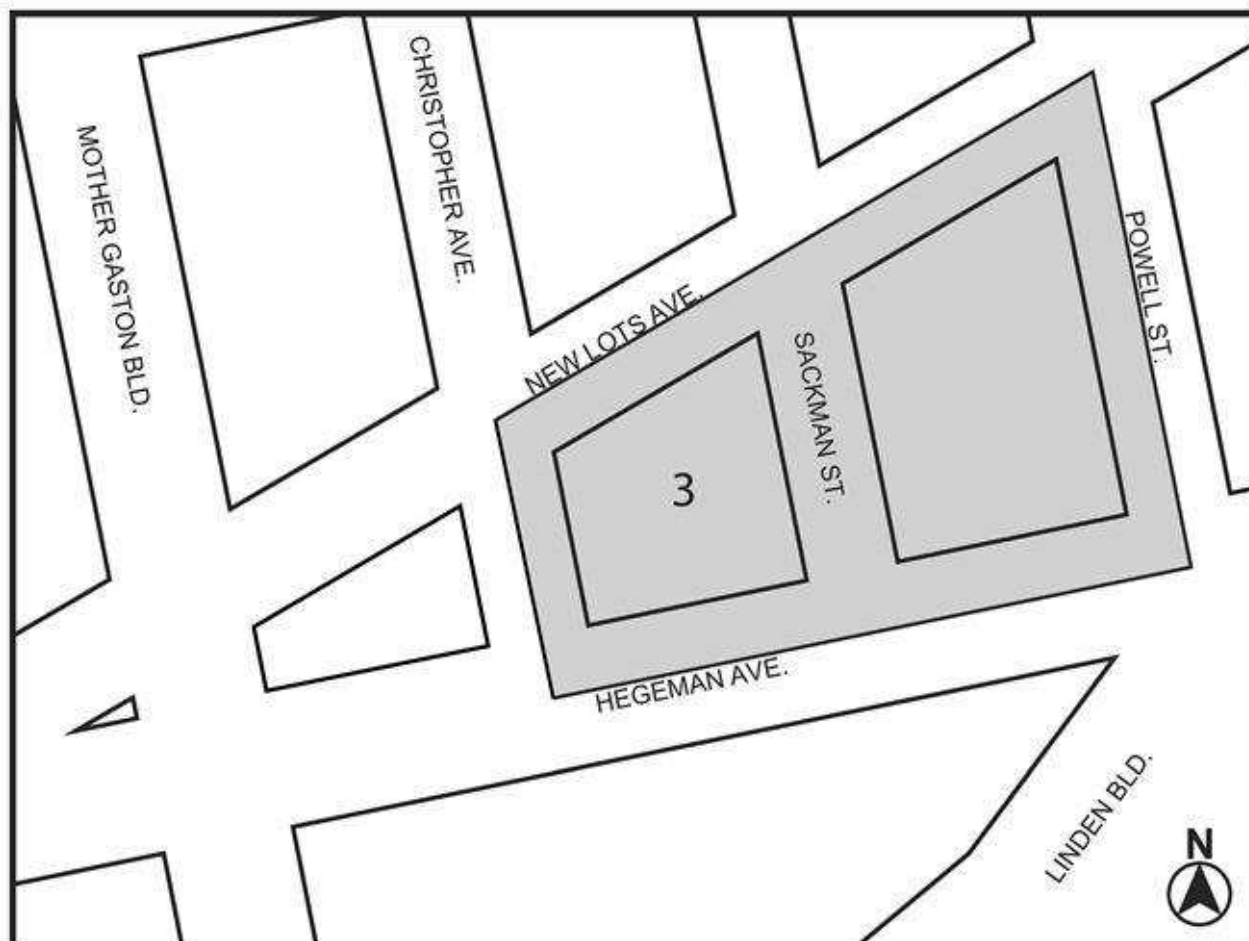 CHRISTOPHER AVE.
MOTHER GASTON BLD.
POWELL ST.
NEW LOTS AVE.
SACKMAN ST.
3
HEGEMAN AVE.
LINDEN BLD.
N